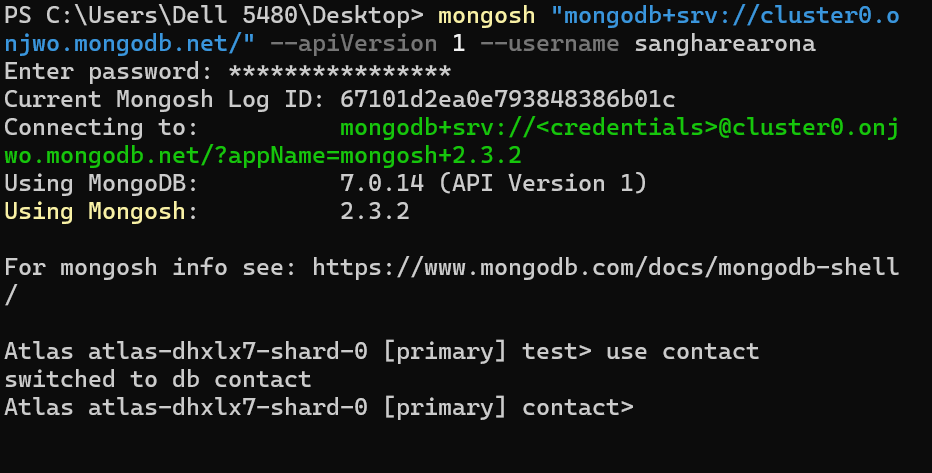 PS C:\Users\Dell 5480\Desktop> mongosh "mongodb+srv://cluster0.o
njwo.mongodb.net/" --apiVersion 1 --username sangharearona
Enter password: ****************
Current Mongosh Log ID: 67101d2ea0e793848386b01c
Connecting to:          mongodb+srv://<credentials>@cluster0.onj
wo.mongodb.net/?appName=mongosh+2.3.2
Using MongoDB:          7.0.14 (API Version 1)
Using Mongosh:          2.3.2
For mongosh info see: https://www.mongodb.com/docs/mongodb-shell
/
Atlas atlas-dhxlx7-shard-0 [primary] test> use contact
switched to db contact
Atlas atlas-dhxlx7-shard-0 [primary] contact>